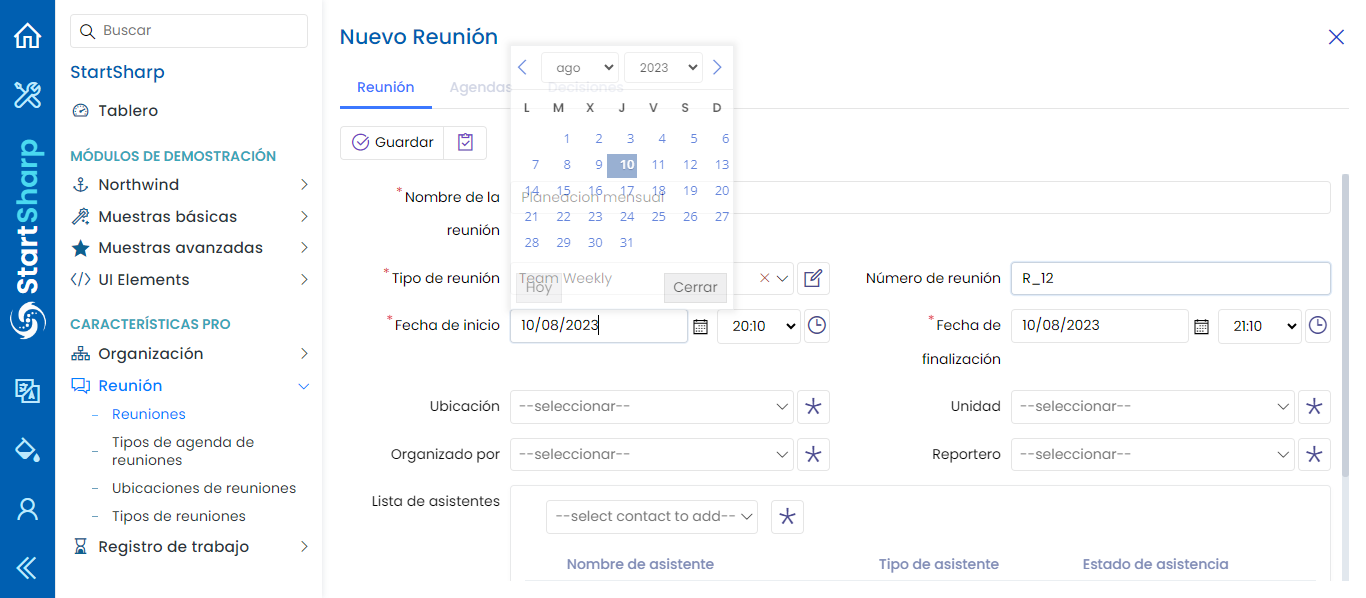 Buscar
StartSharp
Tablero
MÓDULOS DE DEMOSTRACIÓN
Northwind
Muestras básicas
Muestras avanzadas
UI Elements
CARACTERÍSTICAS PRO
Organización
Reunión
Reuniones
Tipos de agenda de
reuniones
Ubicaciones de reuniones
Tipos de reuniones
Registro de trabajo
StartSharp
Nuevo Reunión
Reunión
Agendas
Decisiones
Guardar
ago 2023
L M X J V S D
1 2 3 4 5 6
7 8 9 10 11 12 13
14 15 16 17 18 19 20
21 22 23 24 25 26 27
28 29 30 31
Hoy
Cerrar
*Nombre de la
reunión
Planeacion mensual
*Tipo de reunión
Team Weekly
Número de reunión
R_12
*Fecha de inicio
10/08/2023
20:10
*Fecha de
finalización
10/08/2023
21:10
Ubicación
--seleccionar--
Unidad
--seleccionar--
Organizado por
--seleccionar--
Reportero
--seleccionar--
Lista de asistentes
--select contact to add--
Nombre de asistente
Tipo de asistente
Estado de asistencia